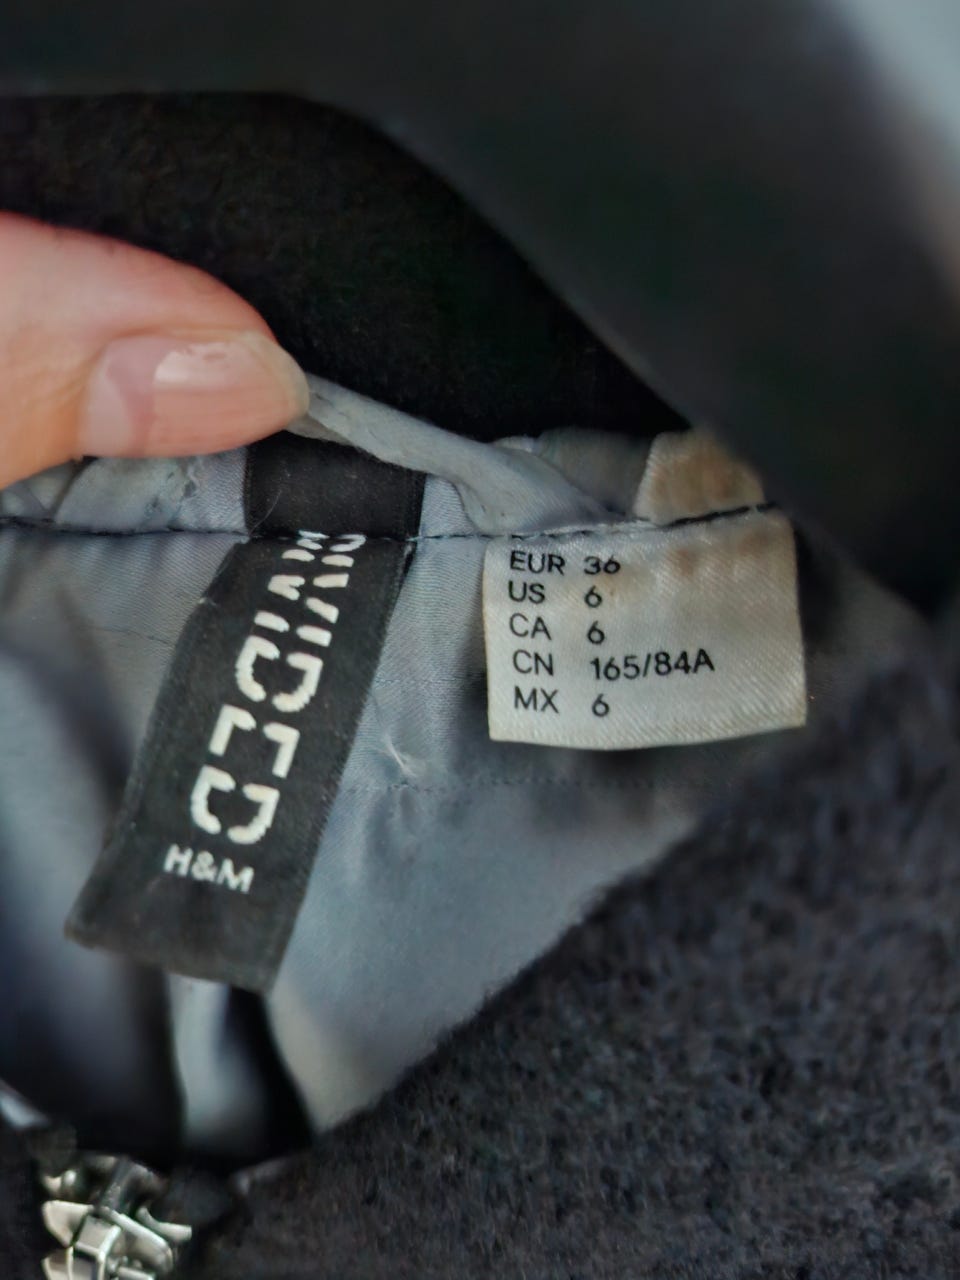 DIVIDED
H&M
EUR 36
US 6
CA 6
CN 165/84A
MX 6